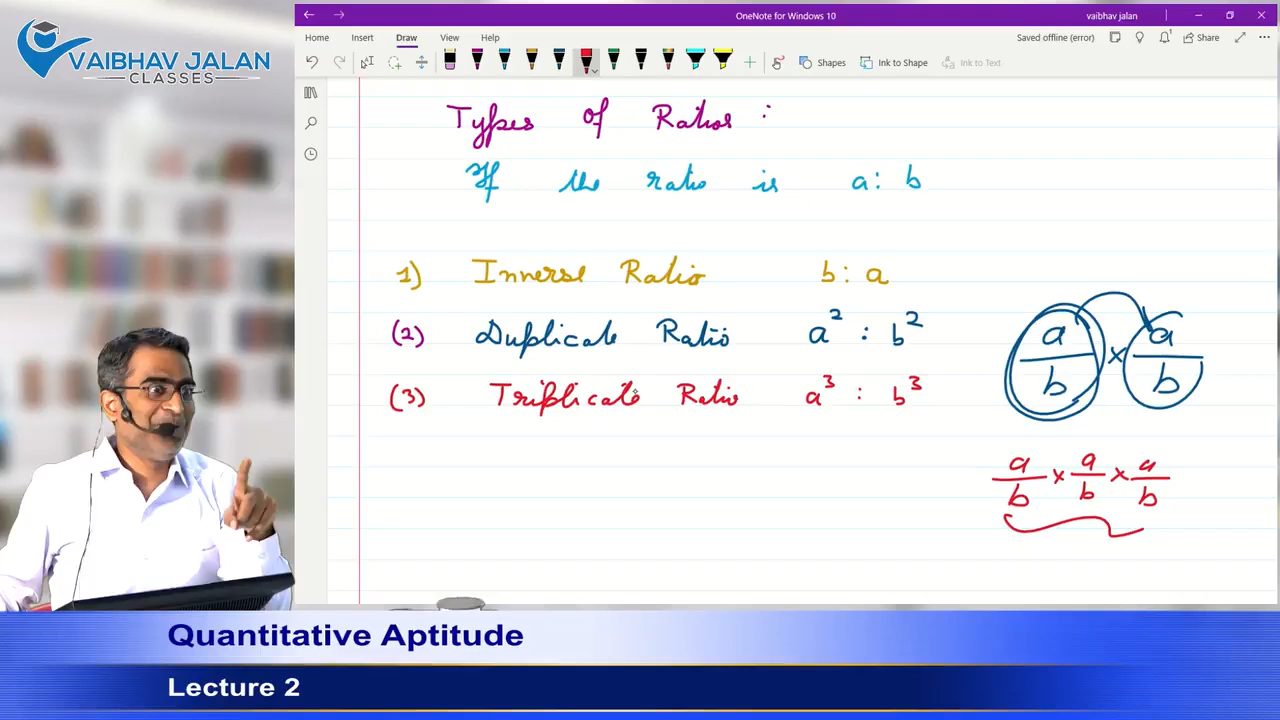 VAIBHAV JALAN
CLASSES
OneNote for Windows 10
vaibhav jalan
Home Insert Draw View Help
Saved offline (error)
Share
Shapes
Ink to Shape
Ink to Text
Types of Ratios :
If the ratio is a : b
1) Inverse Ratio b : a
(2) Duplicate Ratio a² : b²
(3) Triplicate Ratio a³ : b³
a/b × a/b
a/b × a/b × a/b
Quantitative Aptitude
Lecture 2